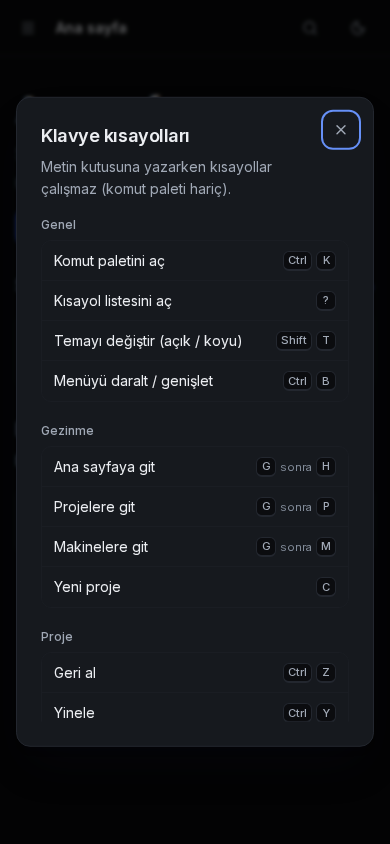 Ana sayfa
Klavye kısayolları
Metin kutusuna yazarken kısayollar
çalışmaz (komut paleti hariç).
Genel
Komut paletini aç Ctrl K
Kısayol listesini aç ?
Temayı değiştir (açık / koyu) Shift T
Menüyü daralt / genişlet Ctrl B
Gezinme
Ana sayfaya git G sonra H
Projelere git G sonra P
Makinelere git G sonra M
Yeni proje C
Proje
Geri al Ctrl Z
Yinele Ctrl Y